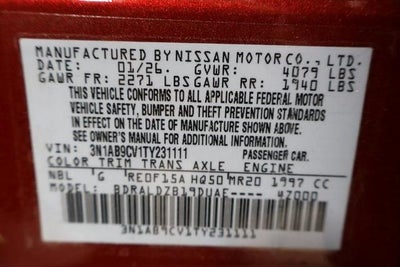 MANUFACTURED BY NISSAN MOTOR CO., LTD.
DATE: 01/26. GVWR: 4079 LBS
GAWR FR: 2271 LBS GAWR RR: 1940 LBS
THIS VEHICLE CONFORMS TO ALL APPLICABLE FEDERAL MOTOR
VEHICLE SAFETY, BUMPER AND THEFT PREVENTION STANDARDS
IN EFFECT ON THE DATE OF MANUFACTURE SHOWN ABOVE.
SEE OWNER'S MANUAL FOR ADDITIONAL INFORMATION.
VIN: 3N1AB9CV1TY231111 PASSENGER CAR.
COLOR TRIM TRANS AXLE ENGINE
NBL G RE0F15A HQ50 MR20 1997 CC
MODEL: BDRALDZB19DUAE---- 47000
3N1AB9CV1TY231111